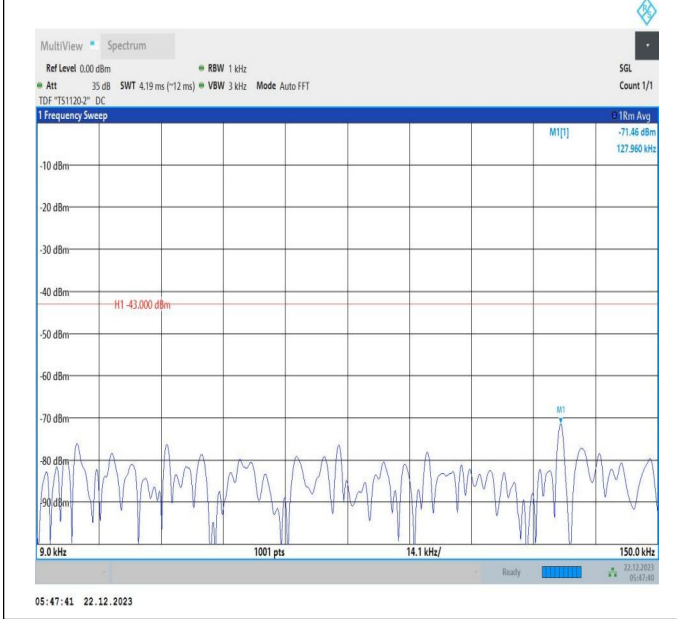 MultiView Spectrum
Ref Level 0.00 dBm RBW 1 kHz SGL
Att 35 dB SWT 4.19 ms (~12 ms) VBW 3 kHz Mode Auto FFT Count 1/1
TDF "TS1120-2" DC
1 Frequency Sweep 1Rm Avg
M1[1] -71.46 dBm
127.960 kHz
-10 dBm
-20 dBm
-30 dBm
-40 dBm
H1 -43.000 dBm
-50 dBm
-60 dBm
-70 dBm
M1
-80 dBm
-90 dBm
9.0 kHz 1001 pts 14.1 kHz/ 150.0 kHz
Ready 22.12.2023
05:47:40
05:47:41 22.12.2023